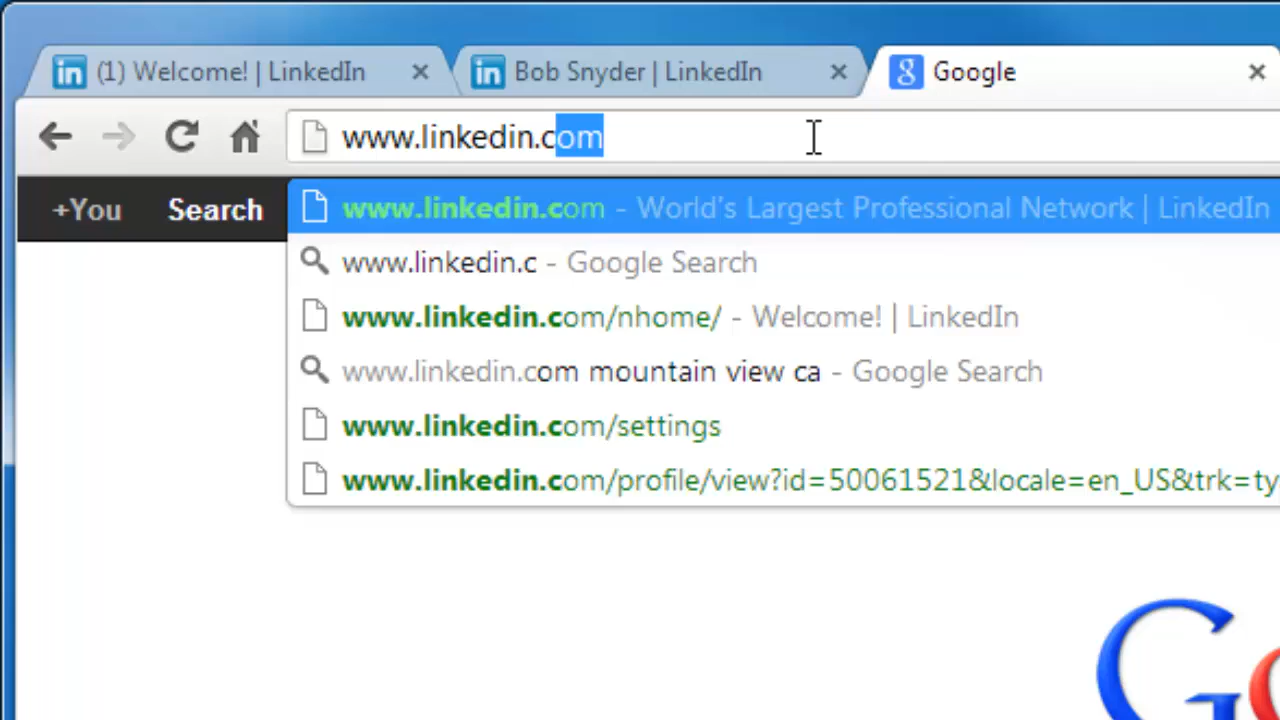 (1) Welcome! | LinkedIn
Bob Snyder | LinkedIn
Google
www.linkedin.com
+You Search
www.linkedin.com - World's Largest Professional Network | LinkedIn
www.linkedin.c - Google Search
www.linkedin.com/nhome/ - Welcome! | LinkedIn
www.linkedin.com mountain view ca - Google Search
www.linkedin.com/settings
www.linkedin.com/profile/view?id=50061521&locale=en_US&trk=ty
Go